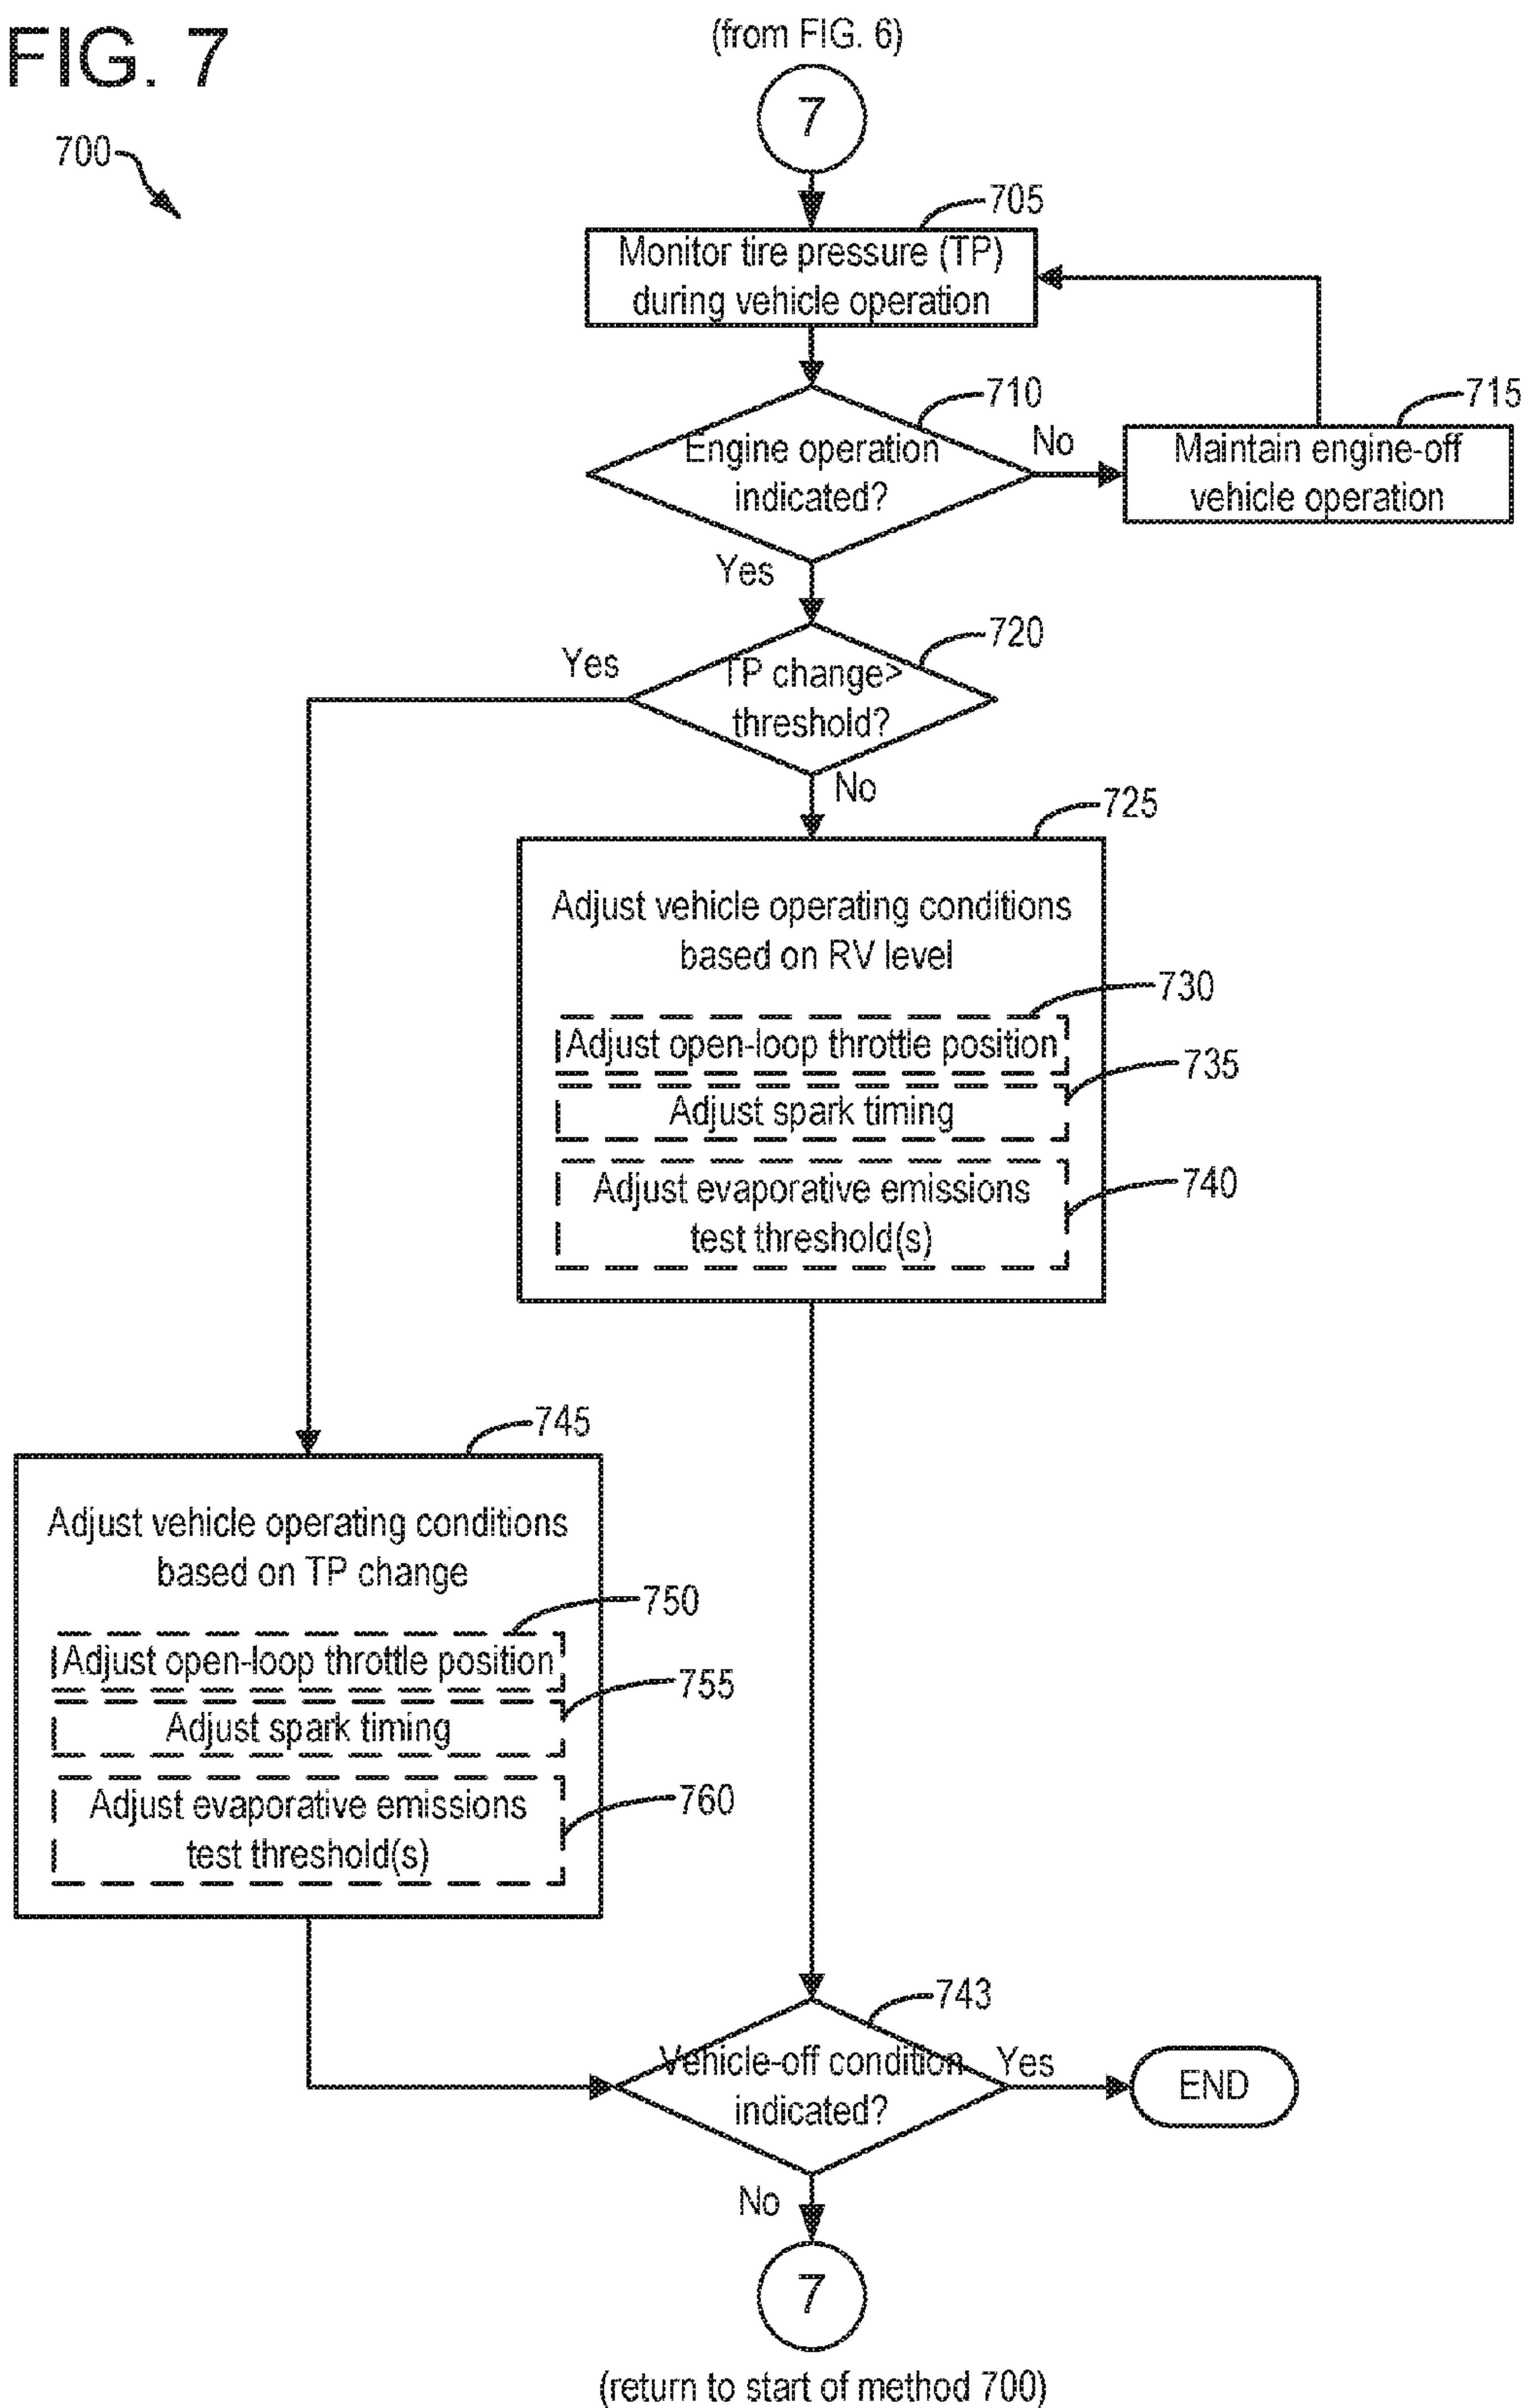 FIG. 7
(from FIG. 6)
7
700
705
Monitor tire pressure (TP)
during vehicle operation
710
Engine operation
indicated?
No
715
Maintain engine-off
vehicle operation
Yes
720
Yes
TP change>
threshold?
No
725
Adjust vehicle operating conditions
based on RV level
730
Adjust open-loop throttle position
735
Adjust spark timing
740
Adjust evaporative emissions
test threshold(s)
745
Adjust vehicle operating conditions
based on TP change
750
Adjust open-loop throttle position
755
Adjust spark timing
760
Adjust evaporative emissions
test threshold(s)
743
Vehicle-off condition
indicated?
Yes
END
No
7
(return to start of method 700)